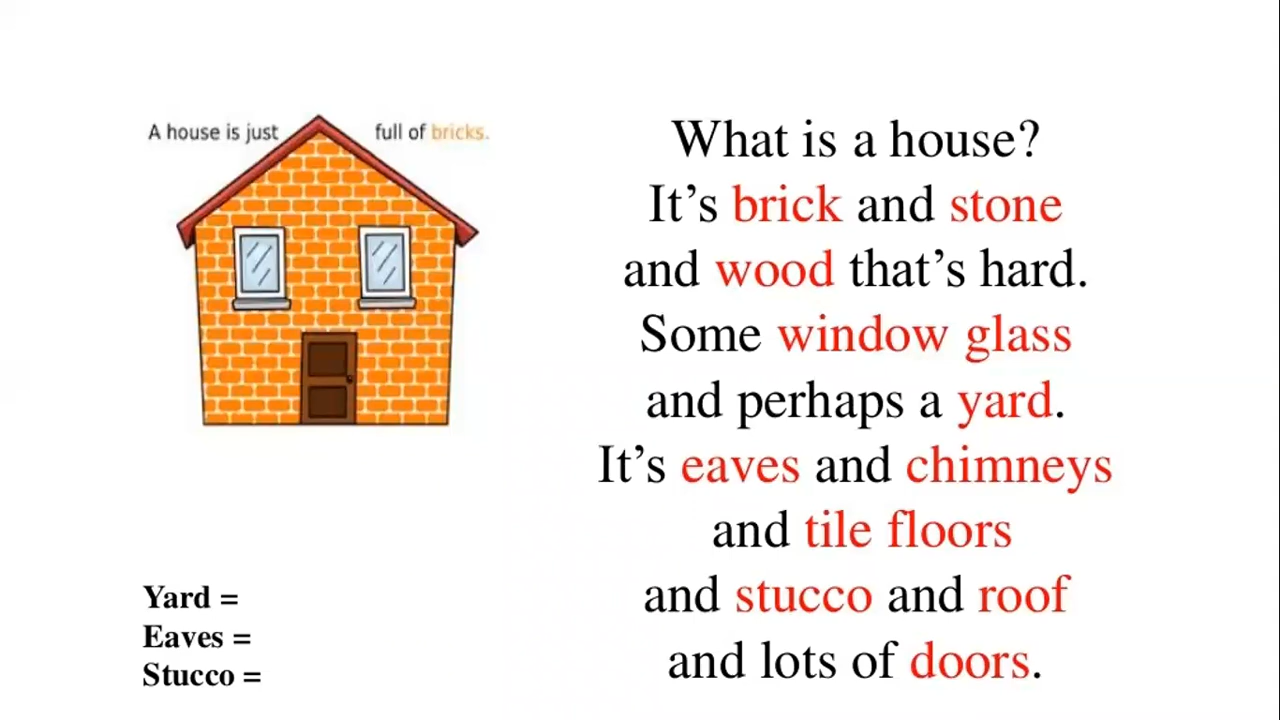 A house is just full of bricks.
What is a house?
It’s brick and stone
and wood that’s hard.
Some window glass
and perhaps a yard.
It’s eaves and chimneys
and tile floors
and stucco and roof
and lots of doors.
Yard =
Eaves =
Stucco =